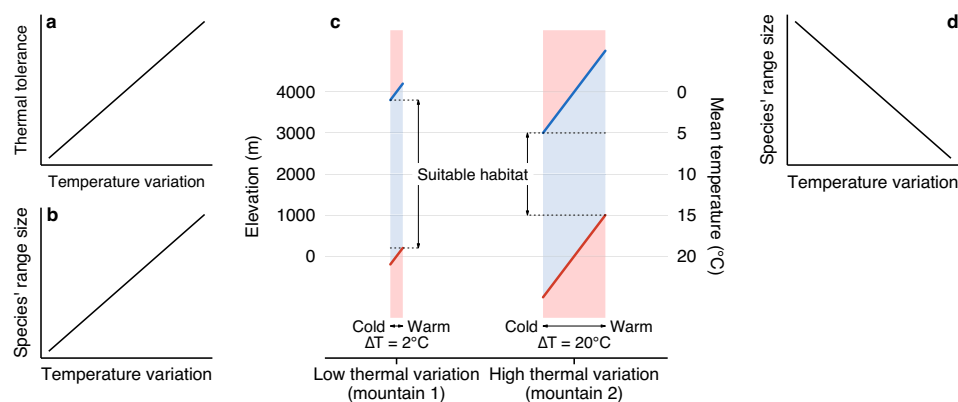 a
Thermal tolerance
Temperature variation
b
Species' range size
Temperature variation
c
Elevation (m)
4000
3000
2000
1000
0
Suitable habitat
0
5
10
15
20
Mean temperature (°C)
Cold
Warm
ΔT = 2°C
Cold
Warm
ΔT = 20°C
Low thermal variation
(mountain 1)
High thermal variation
(mountain 2)
d
Species' range size
Temperature variation